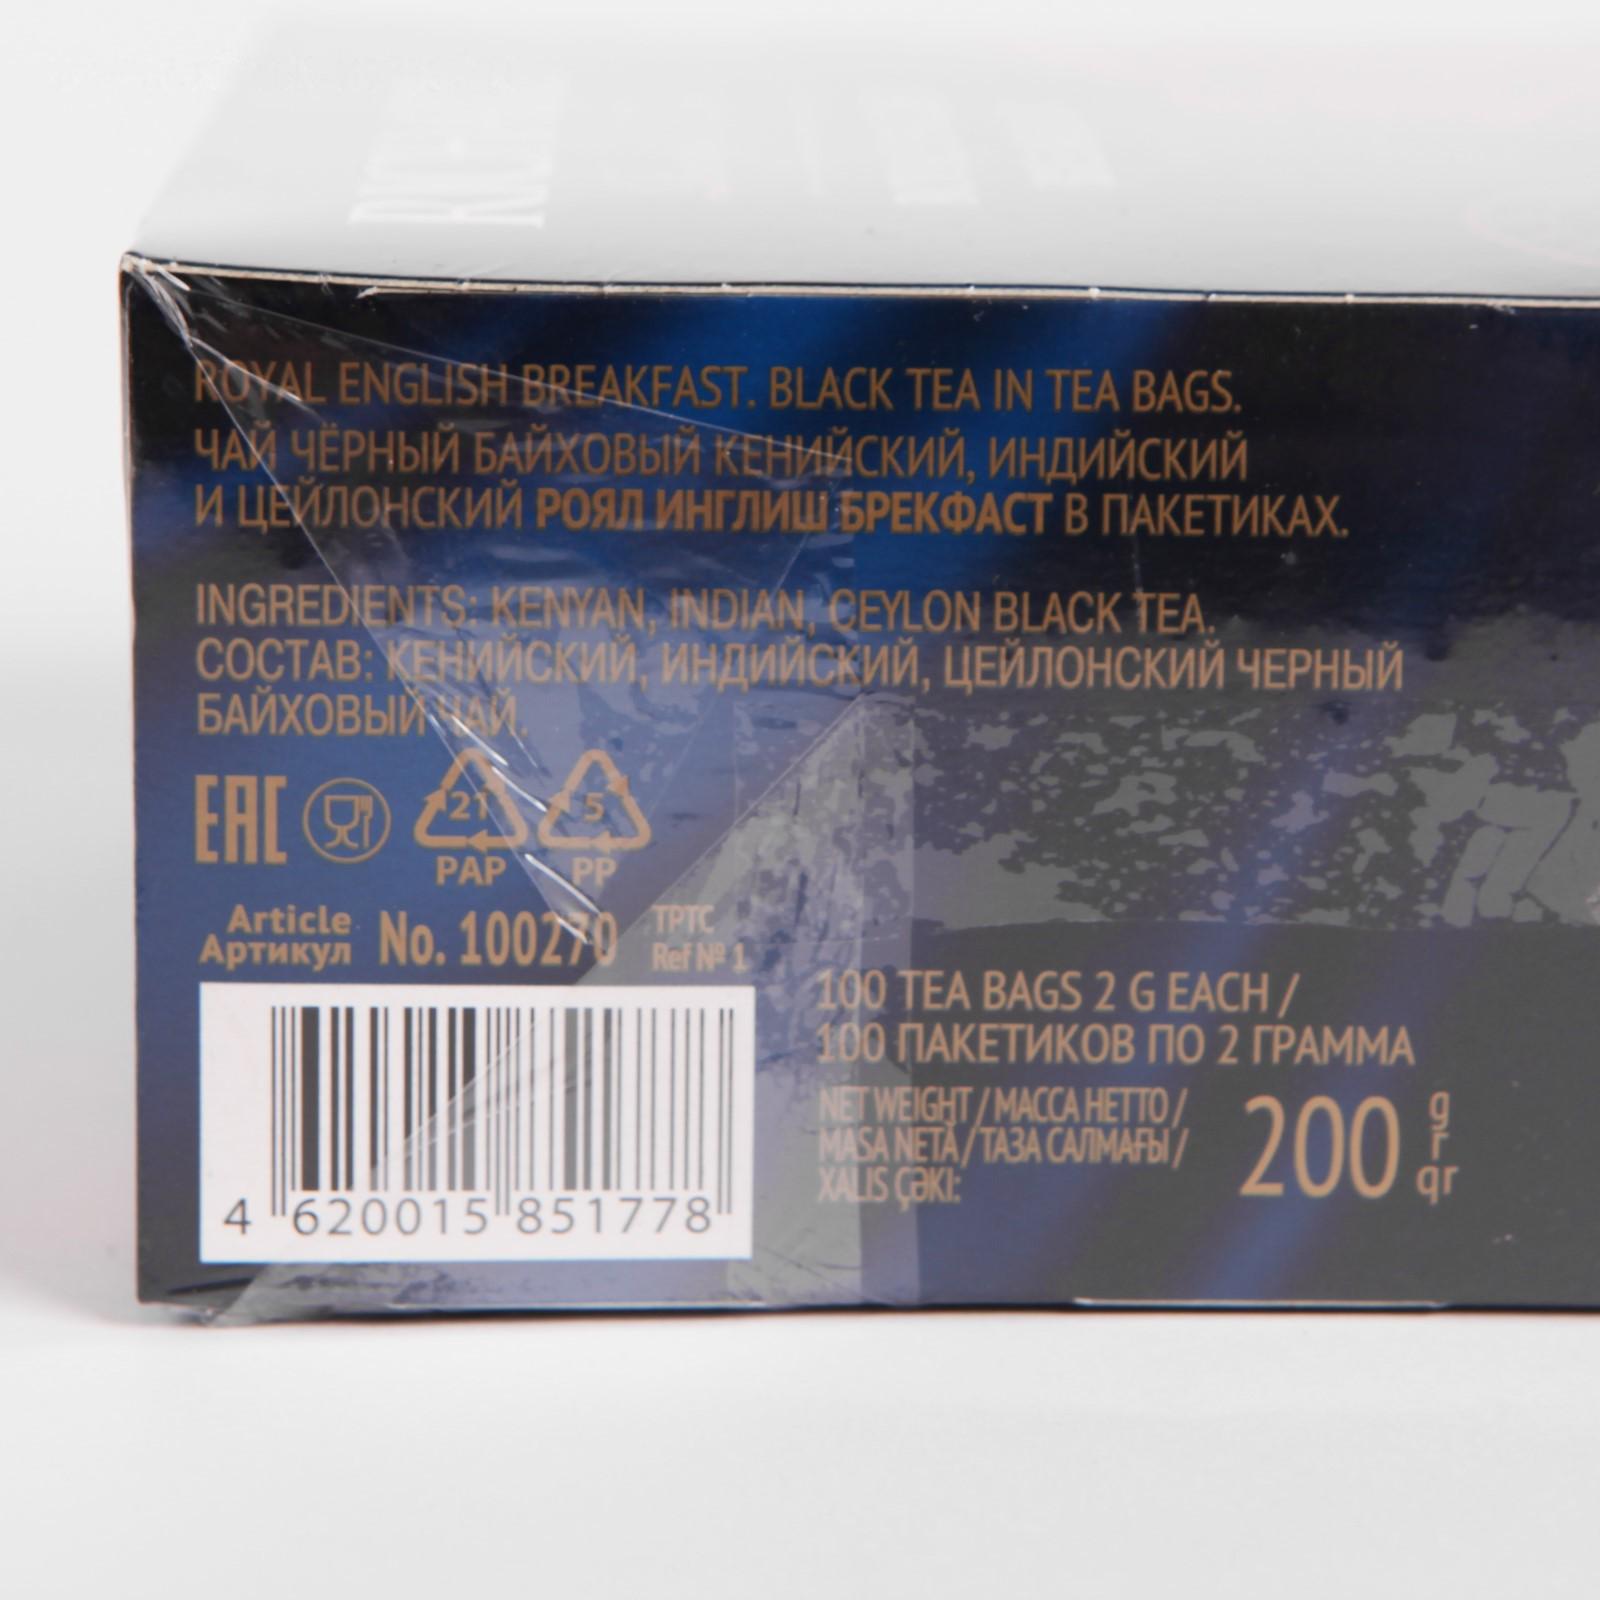 ROYAL ENGLISH BREAKFAST. BLACK TEA IN TEA BAGS.
ЧАЙ ЧЁРНЫЙ БАЙХОВЫЙ КЕНИЙСКИЙ, ИНДИЙСКИЙ
И ЦЕЙЛОНСКИЙ РОЯЛ ИНГЛИШ БРЕКФАСТ В ПАКЕТИКАХ.
INGREDIENTS: KENYAN, INDIAN, CEYLON BLACK TEA.
СОСТАВ: КЕНИЙСКИЙ, ИНДИЙСКИЙ, ЦЕЙЛОНСКИЙ ЧЕРНЫЙ
БАЙХОВЫЙ ЧАЙ.
EAC
21 5
PAP PP
Article
Артикул No. 100270
ТРТС
Ref № 1
4 620015 851778
100 TEA BAGS 2 G EACH /
100 ПАКЕТИКОВ ПО 2 ГРАММА
NET WEIGHT / МАССА НЕТТО /
MASA NETĂ / ТАЗА САЛМАҒЫ /
XALIS ÇƏKI:
200 g
г
qr